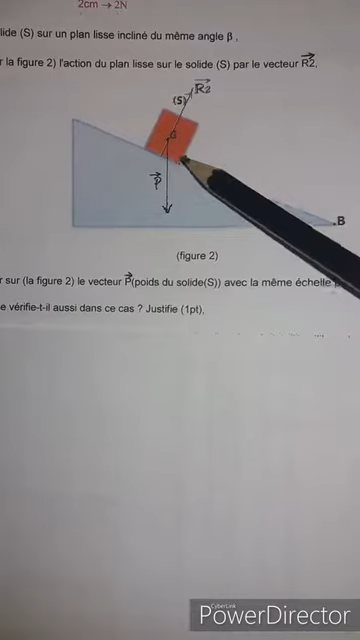 2cm → 2N
lide (S) sur un plan lisse incliné du même angle β .
r la figure 2) l'action du plan lisse sur le solide (S) par le vecteur R2.
R2
(S)
G
P
B
(figure 2)
r sur (la figure 2) le vecteur P(poids du solide(S)) avec la même échelle
e vérifie-t-il aussi dans ce cas ? Justifie (1pt).
CyberLink
PowerDirector